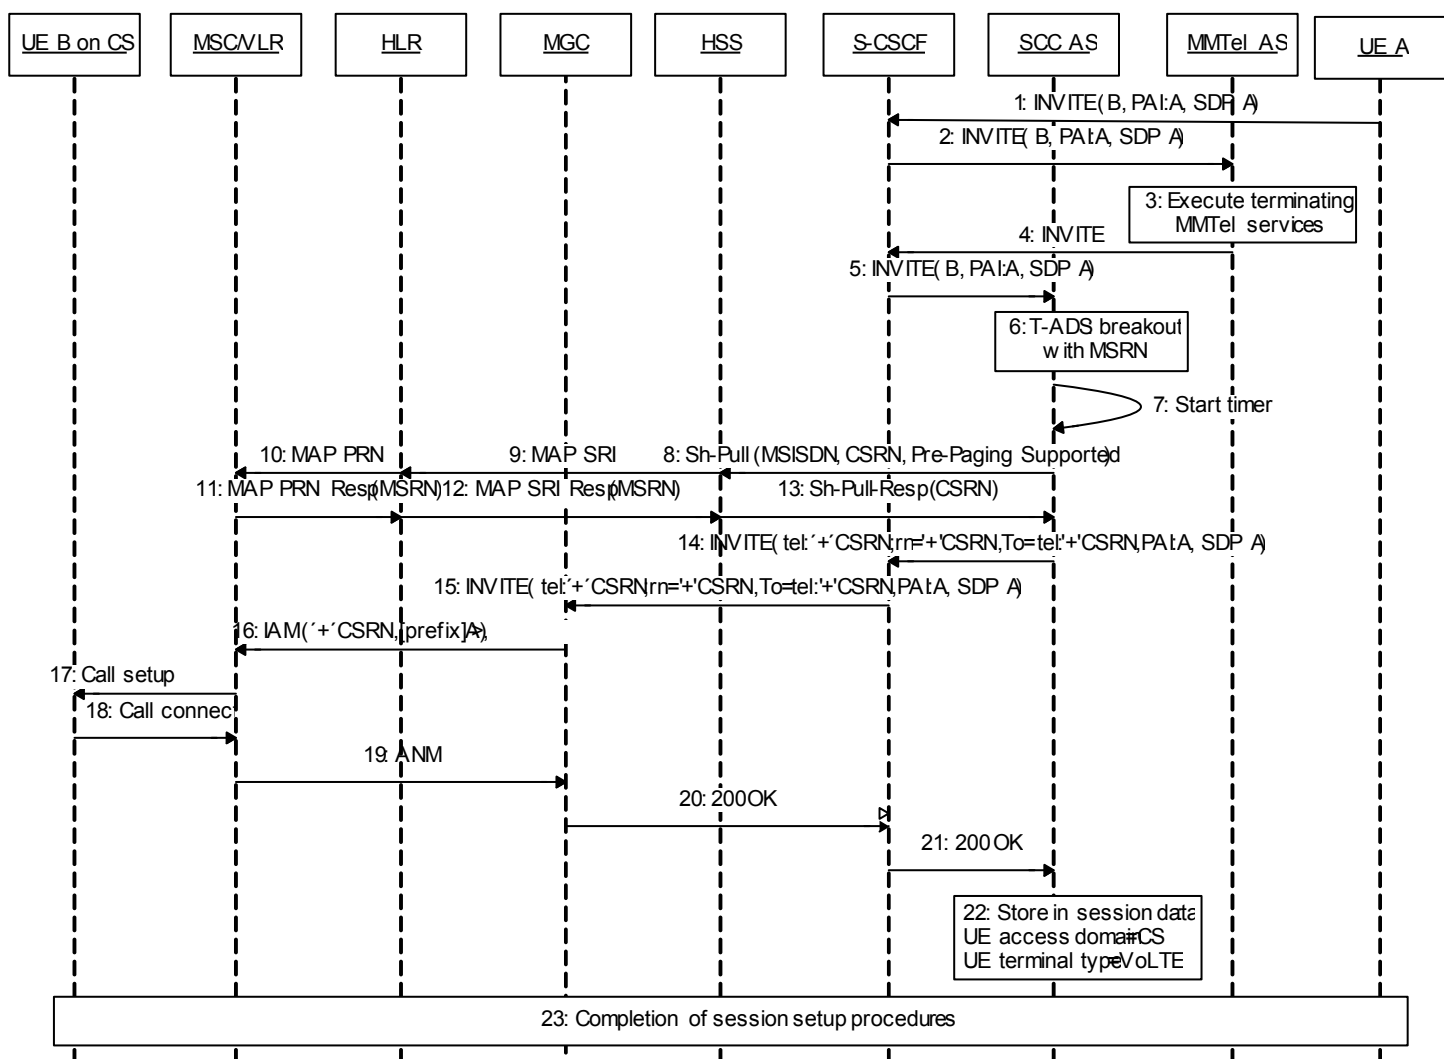 UE B on CS
MSC/VLR
HLR
MGC
HSS
S-CSCF
SCC AS
MMTel AS
UE A
1: INVITE( B, PAI:A, SDP A)
2: INVITE( B, PAI:A, SDP A)
3: Execute terminating
MMTel services
4: INVITE
5: INVITE( B, PAI:A, SDP A)
6: T-ADS breakout
with MSRN
7: Start timer
8: Sh-Pull (MSISDN, CSRN, Pre-Paging Supported)
9: MAP SRI
10: MAP PRN
11: MAP PRN Resp(MSRN)
12: MAP SRI Resp(MSRN)
13: Sh-Pull-Resp(CSRN)
14: INVITE( tel:´+´CSRN;rn='+'CSRN,To=tel:'+'CSRN,PAI:A, SDP A)
15: INVITE( tel:´+´CSRN;rn='+'CSRN,To=tel:'+'CSRN,PAI:A, SDP A)
16: IAM(´+´CSRN,[prefix]A>),
17: Call setup
18: Call connect
19: ANM
20: 200 OK
21: 200 OK
22: Store in session data
UE access domain=CS
UE terminal type=VoLTE
23: Completion of session setup procedures